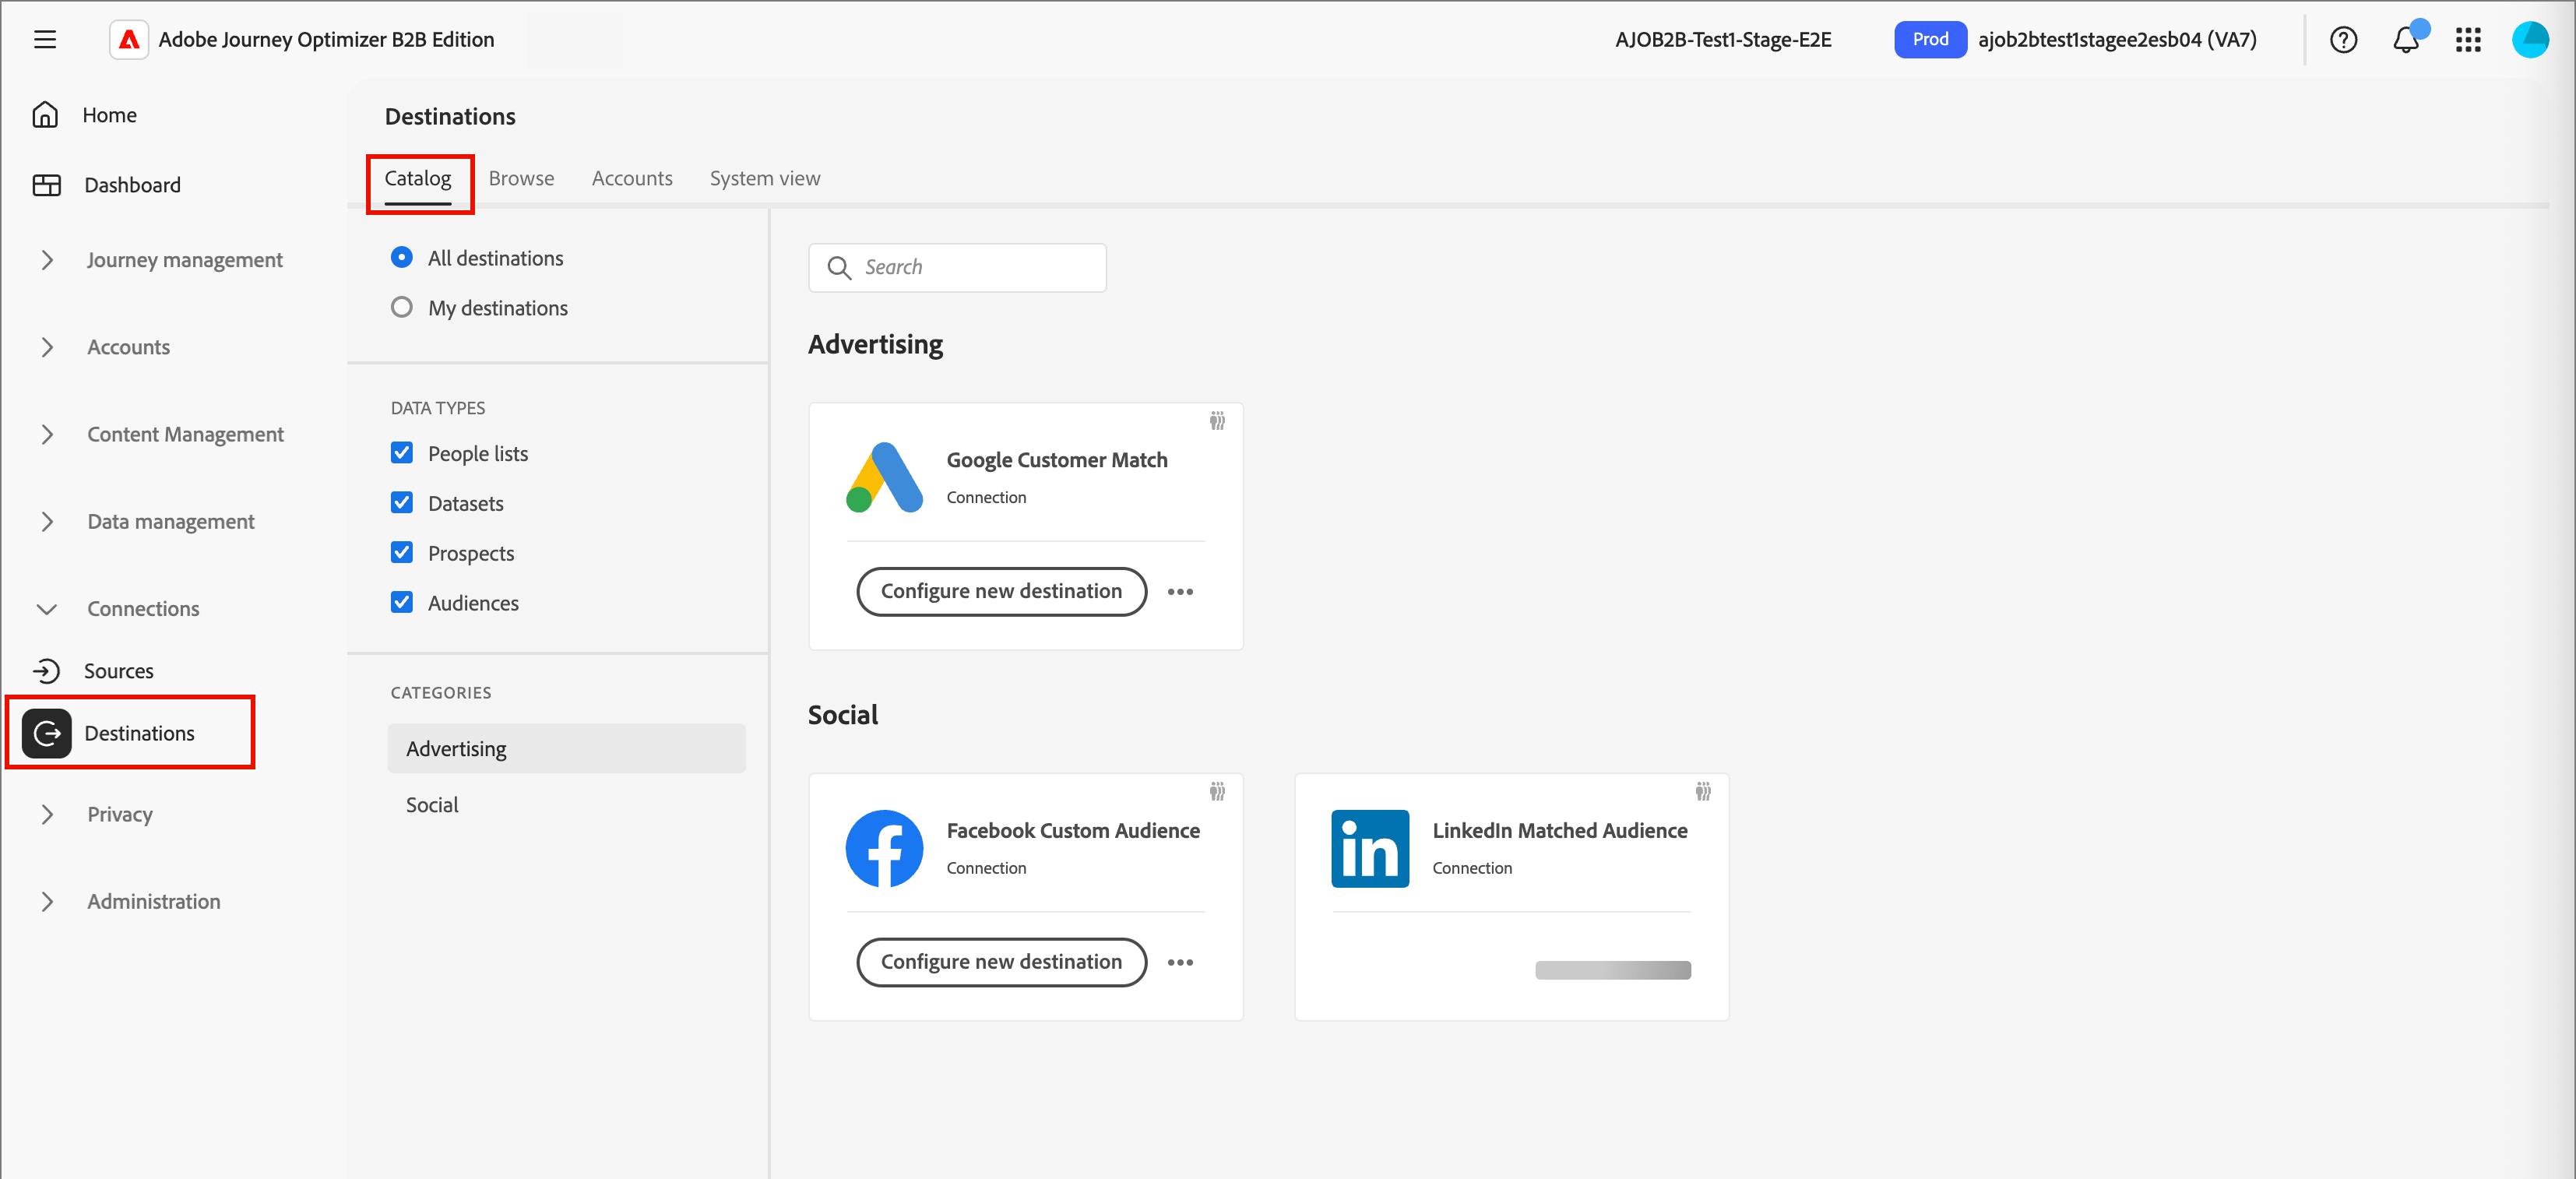 Adobe Journey Optimizer B2B Edition
AJOB2B-Test1-Stage-E2E
Prod
ajob2btest1stagee2esb04 (VA7)
Home
Dashboard
Journey management
Accounts
Content Management
Data management
Connections
Sources
Destinations
Privacy
Administration
Destinations
Catalog
Browse
Accounts
System view
All destinations
My destinations
DATA TYPES
People lists
Datasets
Prospects
Audiences
CATEGORIES
Advertising
Social
Search
Advertising
Google Customer Match
Connection
Configure new destination
Social
Facebook Custom Audience
Connection
Configure new destination
LinkedIn Matched Audience
Connection